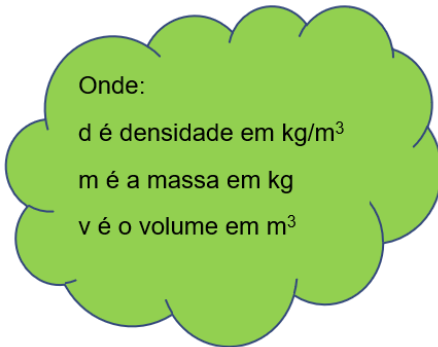 Onde:
d é densidade em kg/m³
m é a massa em kg
v é o volume em m³